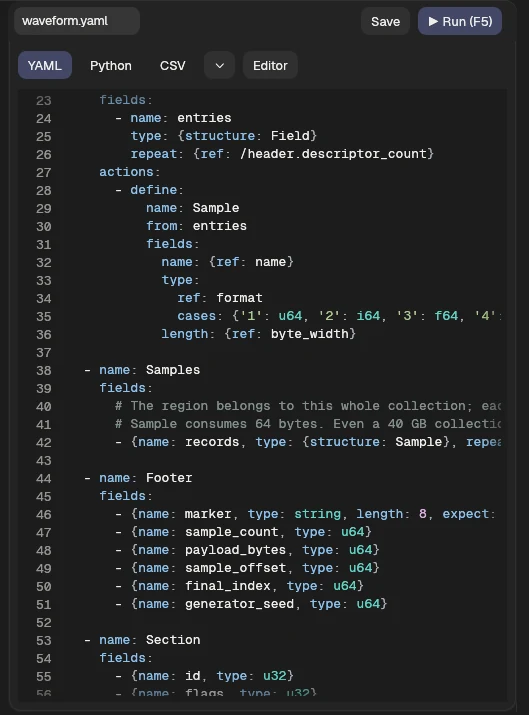 waveform.yaml
Save
▶ Run (F5)
YAML
Python
CSV
Editor
23 fields:
24 - name: entries
25 type: {structure: Field}
26 repeat: {ref: /header.descriptor_count}
27 actions:
28 - define:
29 name: Sample
30 from: entries
31 fields:
32 name: {ref: name}
33 type:
34 ref: format
35 cases: {'1': u64, '2': i64, '3': f64, '4':
36 length: {ref: byte_width}
37
38 - name: Samples
39 fields:
40 # The region belongs to this whole collection; eac
41 # Sample consumes 64 bytes. Even a 40 GB collectio
42 - {name: records, type: {structure: Sample}, repea
43
44 - name: Footer
45 fields:
46 - {name: marker, type: string, length: 8, expect:
47 - {name: sample_count, type: u64}
48 - {name: payload_bytes, type: u64}
49 - {name: sample_offset, type: u64}
50 - {name: final_index, type: u64}
51 - {name: generator_seed, type: u64}
52
53 - name: Section
54 fields:
55 - {name: id, type: u32}
56 - {name: flags, type: u32}